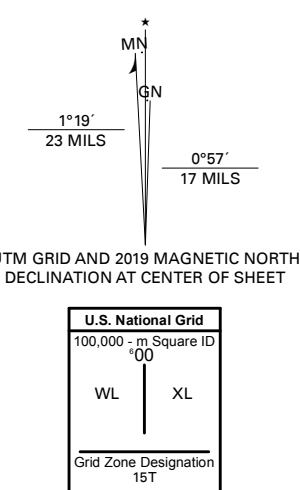 ★
MN
GN
1°19´
23 MILS
0°57´
17 MILS
UTM GRID AND 2019 MAGNETIC NORTH
DECLINATION AT CENTER OF SHEET
U.S. National Grid
100,000 - m Square ID
⁶00
WL XL
Grid Zone Designation
15T